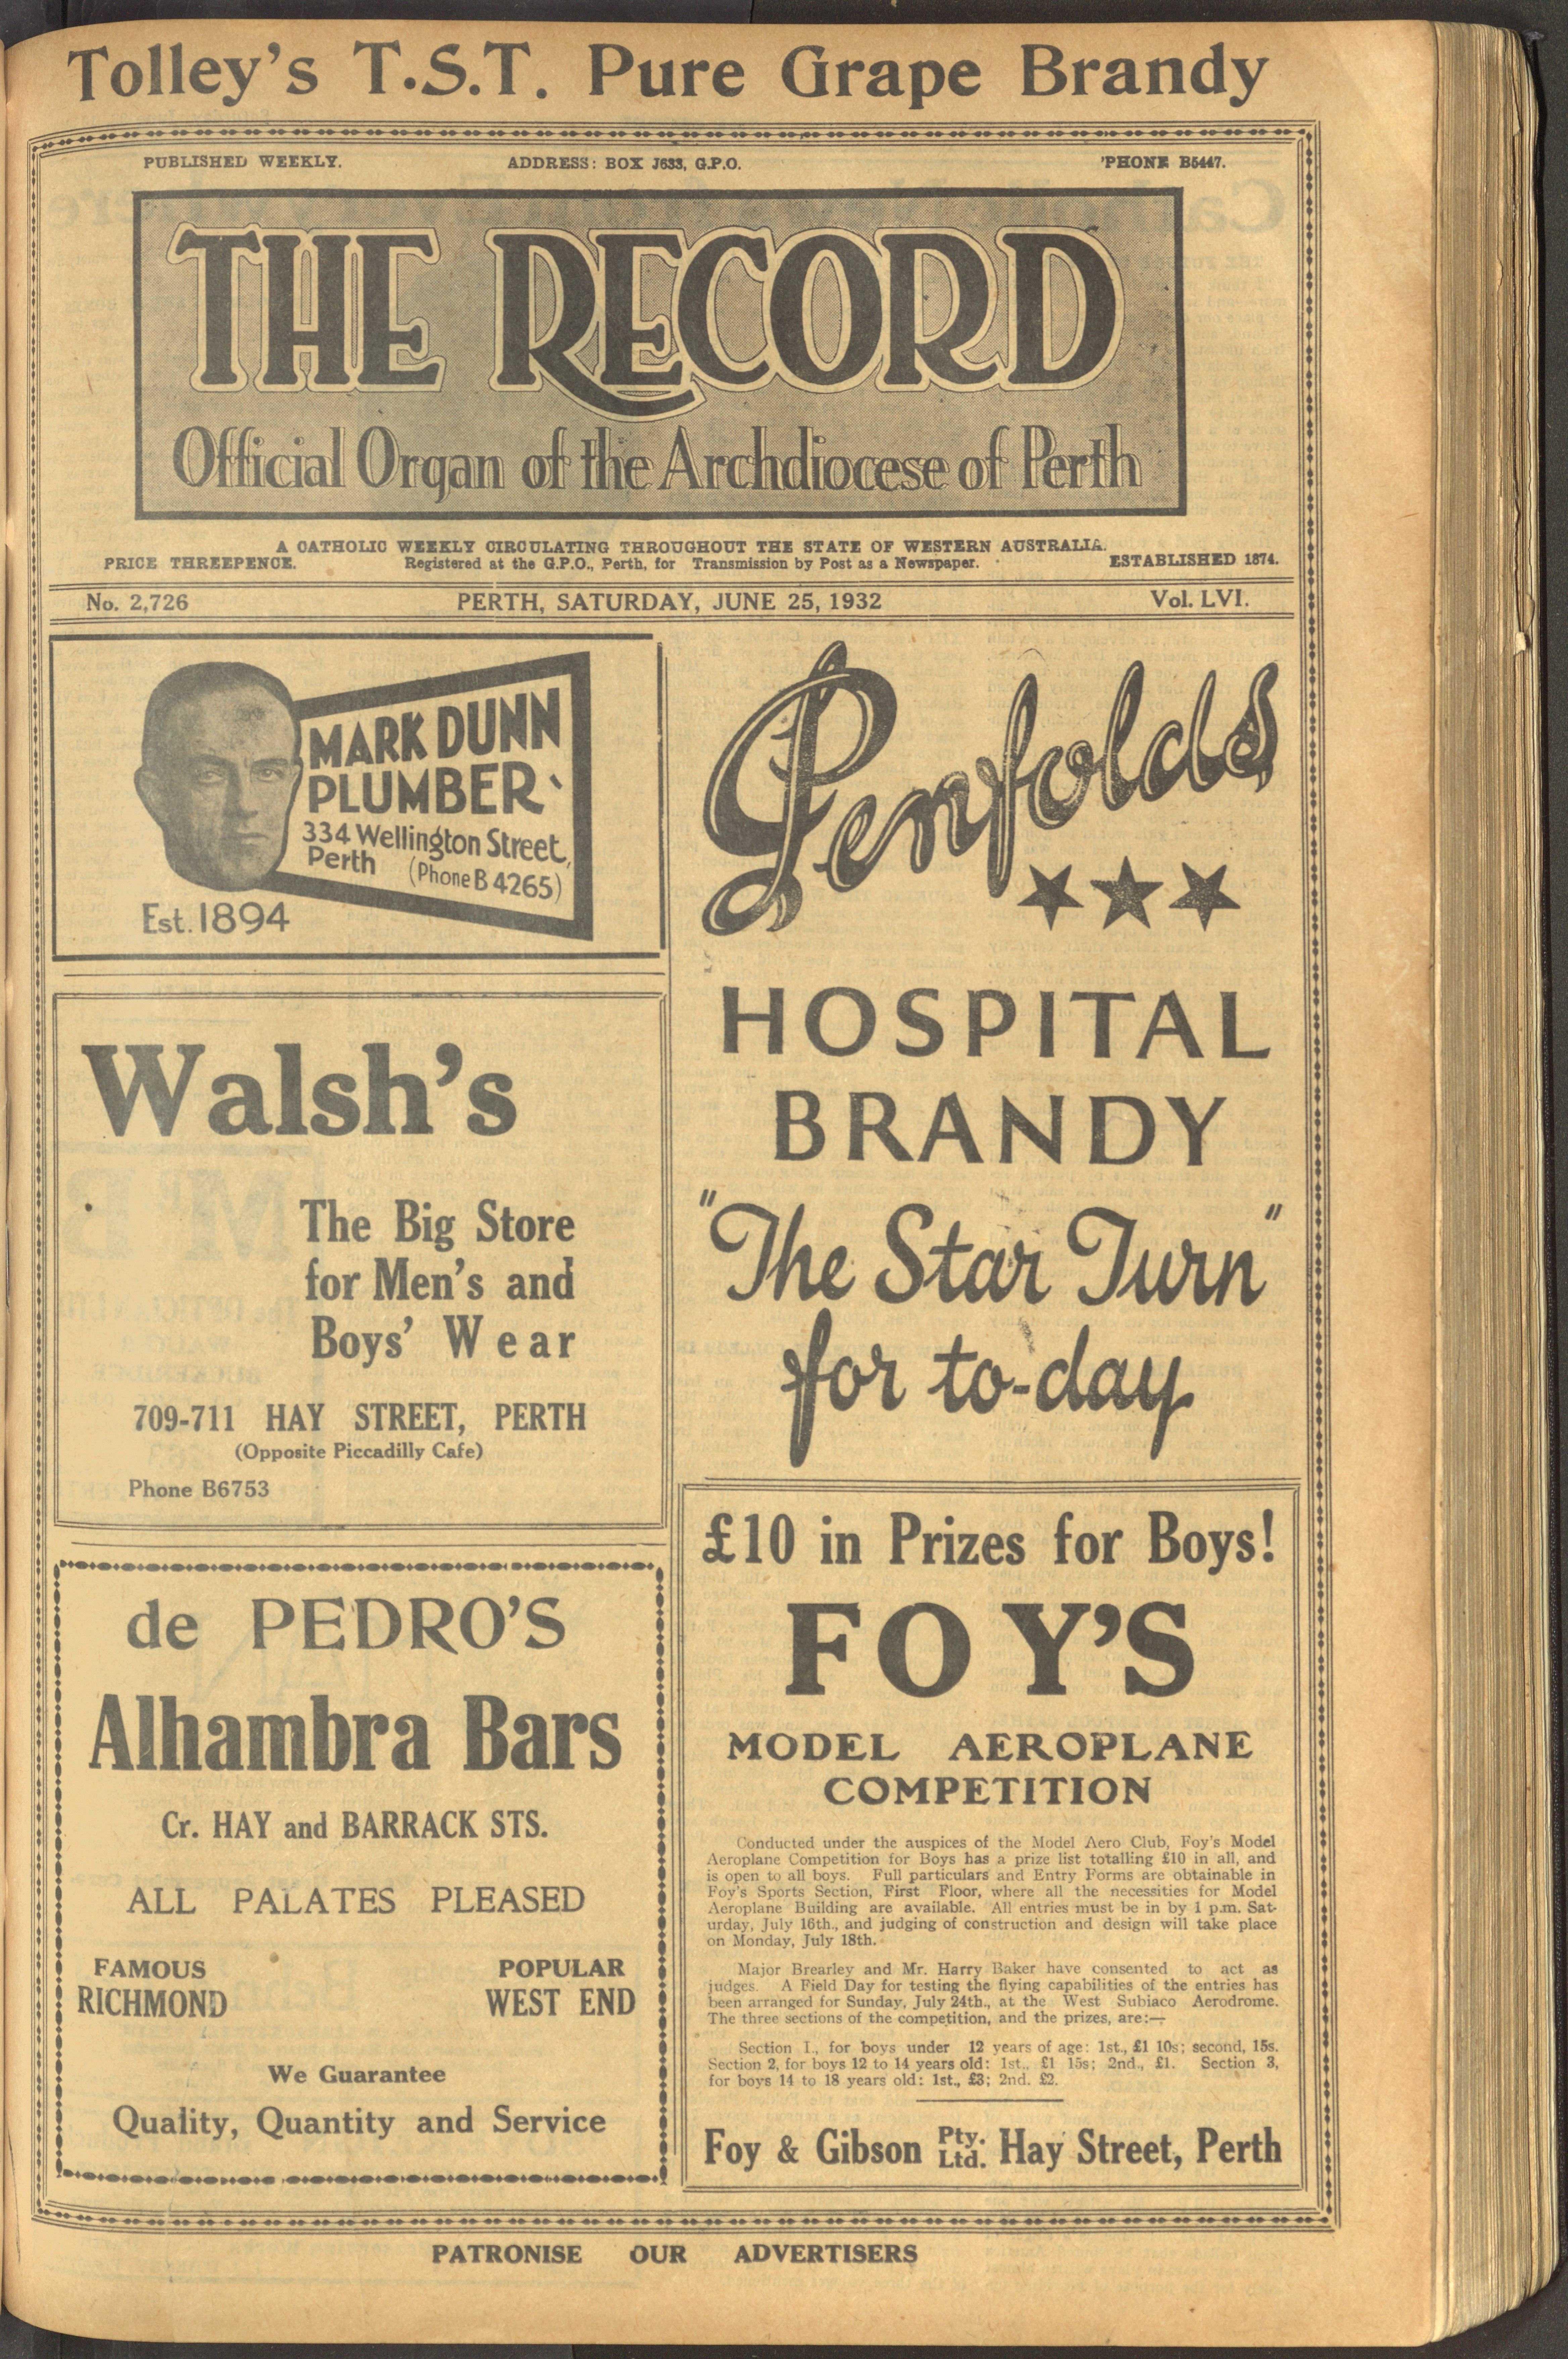 Tolley's T.S.T. Pure Grape Brandy
PUBLISHED WEEKLY. ADDRESS: BOX J633, G.P.O. 'PHONE B5447.
THE RECORD
Official Organ of the Archdiocese of Perth
A CATHOLIC WEEKLY CIRCULATING THROUGHOUT THE STATE OF WESTERN AUSTRALIA.
PRICE THREEPENCE. Registered at the G.P.O., Perth, for Transmission by Post as a Newspaper. ESTABLISHED 1874.
No. 2,726 PERTH, SATURDAY, JUNE 25, 1932 Vol. LVI.
MARK DUNN
PLUMBER
334 Wellington Street,
Perth (Phone B 4265)
Est. 1894
Walsh's
The Big Store
for Men's and
Boys' Wear
709-711 HAY STREET, PERTH
(Opposite Piccadilly Cafe)
Phone B6753
de PEDRO'S
Alhambra Bars
Cr. HAY and BARRACK STS.
ALL PALATES PLEASED
FAMOUS POPULAR
RICHMOND WEST END
We Guarantee
Quality, Quantity and Service
Penfolds
HOSPITAL
BRANDY
"The Star Turn"
for to-day
£10 in Prizes for Boys!
FOY'S
MODEL AEROPLANE
COMPETITION
Conducted under the auspices of the Model Aero Club, Foy's Model
Aeroplane Competition for Boys has a prize list totalling £10 in all, and
is open to all boys. Full particulars and Entry Forms are obtainable in
Foy's Sports Section, First Floor, where all the necessities for Model
Aeroplane Building are available. All entries must be in by 1 p.m. Sat-
urday, July 16th., and judging of construction and design will take place
on Monday, July 18th.
Major Brearley and Mr. Harry Baker have consented to act as
judges. A Field Day for testing the flying capabilities of the entries has
been arranged for Sunday, July 24th., at the West Subiaco Aerodrome.
The three sections of the competition, and the prizes, are:—
Section I., for boys under 12 years of age: 1st., £1 10s; second, 15s.
Section 2, for boys 12 to 14 years old: 1st.. £1 15s; 2nd., £1. Section 3,
for boys 14 to 18 years old: 1st., £3; 2nd. £2.
Foy & Gibson Pty. Ltd. Hay Street, Perth
PATRONISE OUR ADVERTISERS